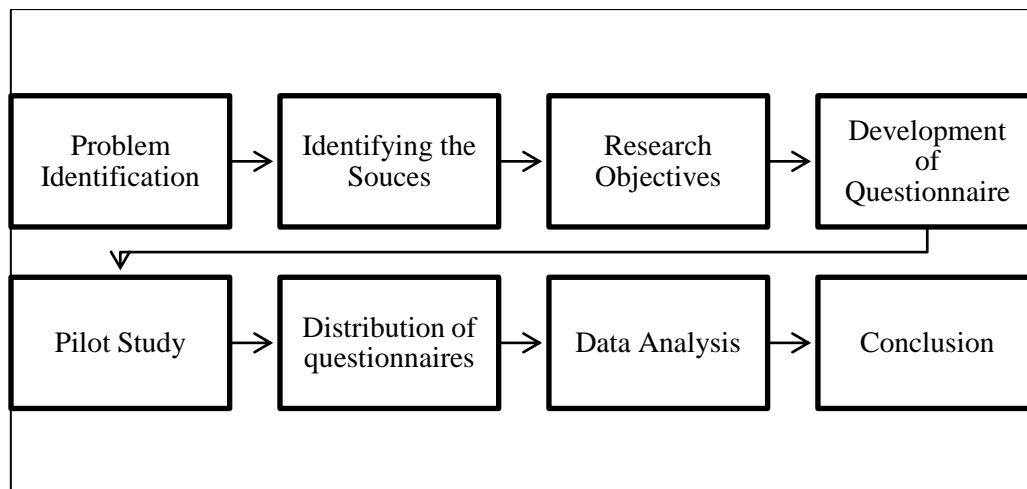 Problem
Identification
Identifying the
Souces
Research
Objectives
Development
of
Questionnaire
Pilot Study
Distribution of
questionnaires
Data Analysis
Conclusion